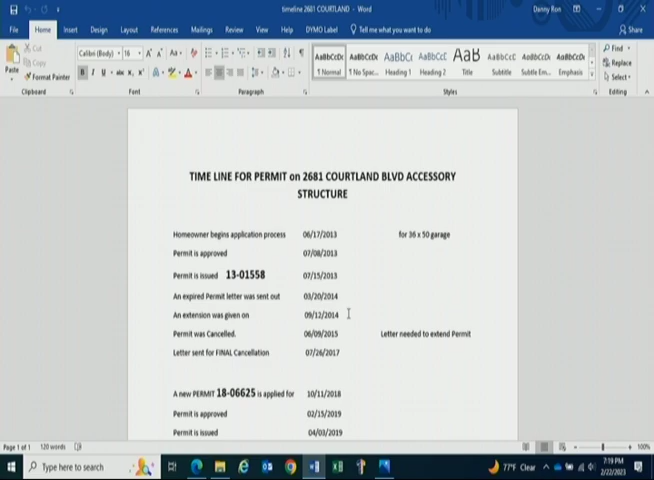 timeline 2681 COURTLAND - Word
Danny Ron
File Home Insert Design Layout References Mailings Review View Help DYMO Label Tell me what you want to do Share
Paste
Cut
Copy
Format Painter
Clipboard
Calibri (Body) 16
Font
Paragraph
AaBbCcDc AaBbCcDc AaBbCc AaBbCcC AaB AaBbCcC AaBbCcDc AaBbCcDc
¶ Normal ¶ No Spac... Heading 1 Heading 2 Title Subtitle Subtle Em... Emphasis
Styles
Find
Replace
Select
Editing
TIME LINE FOR PERMIT on 2681 COURTLAND BLVD ACCESSORY
STRUCTURE
Homeowner begins application process 06/17/2013 for 36 x 50 garage
Permit is approved 07/08/2013
Permit is issued 13-01558 07/15/2013
An expired Permit letter was sent out 03/20/2014
An extension was given on 09/12/2014
Permit was Cancelled. 06/09/2015 Letter needed to extend Permit
Letter sent for FINAL Cancellation 07/26/2017
A new PERMIT 18-06625 is applied for 10/11/2018
Permit is approved 02/15/2019
Permit is issued 04/03/2019
Page 1 of 1 120 words 100%
Type here to search
77°F Clear
7:19 PM
2/22/2023